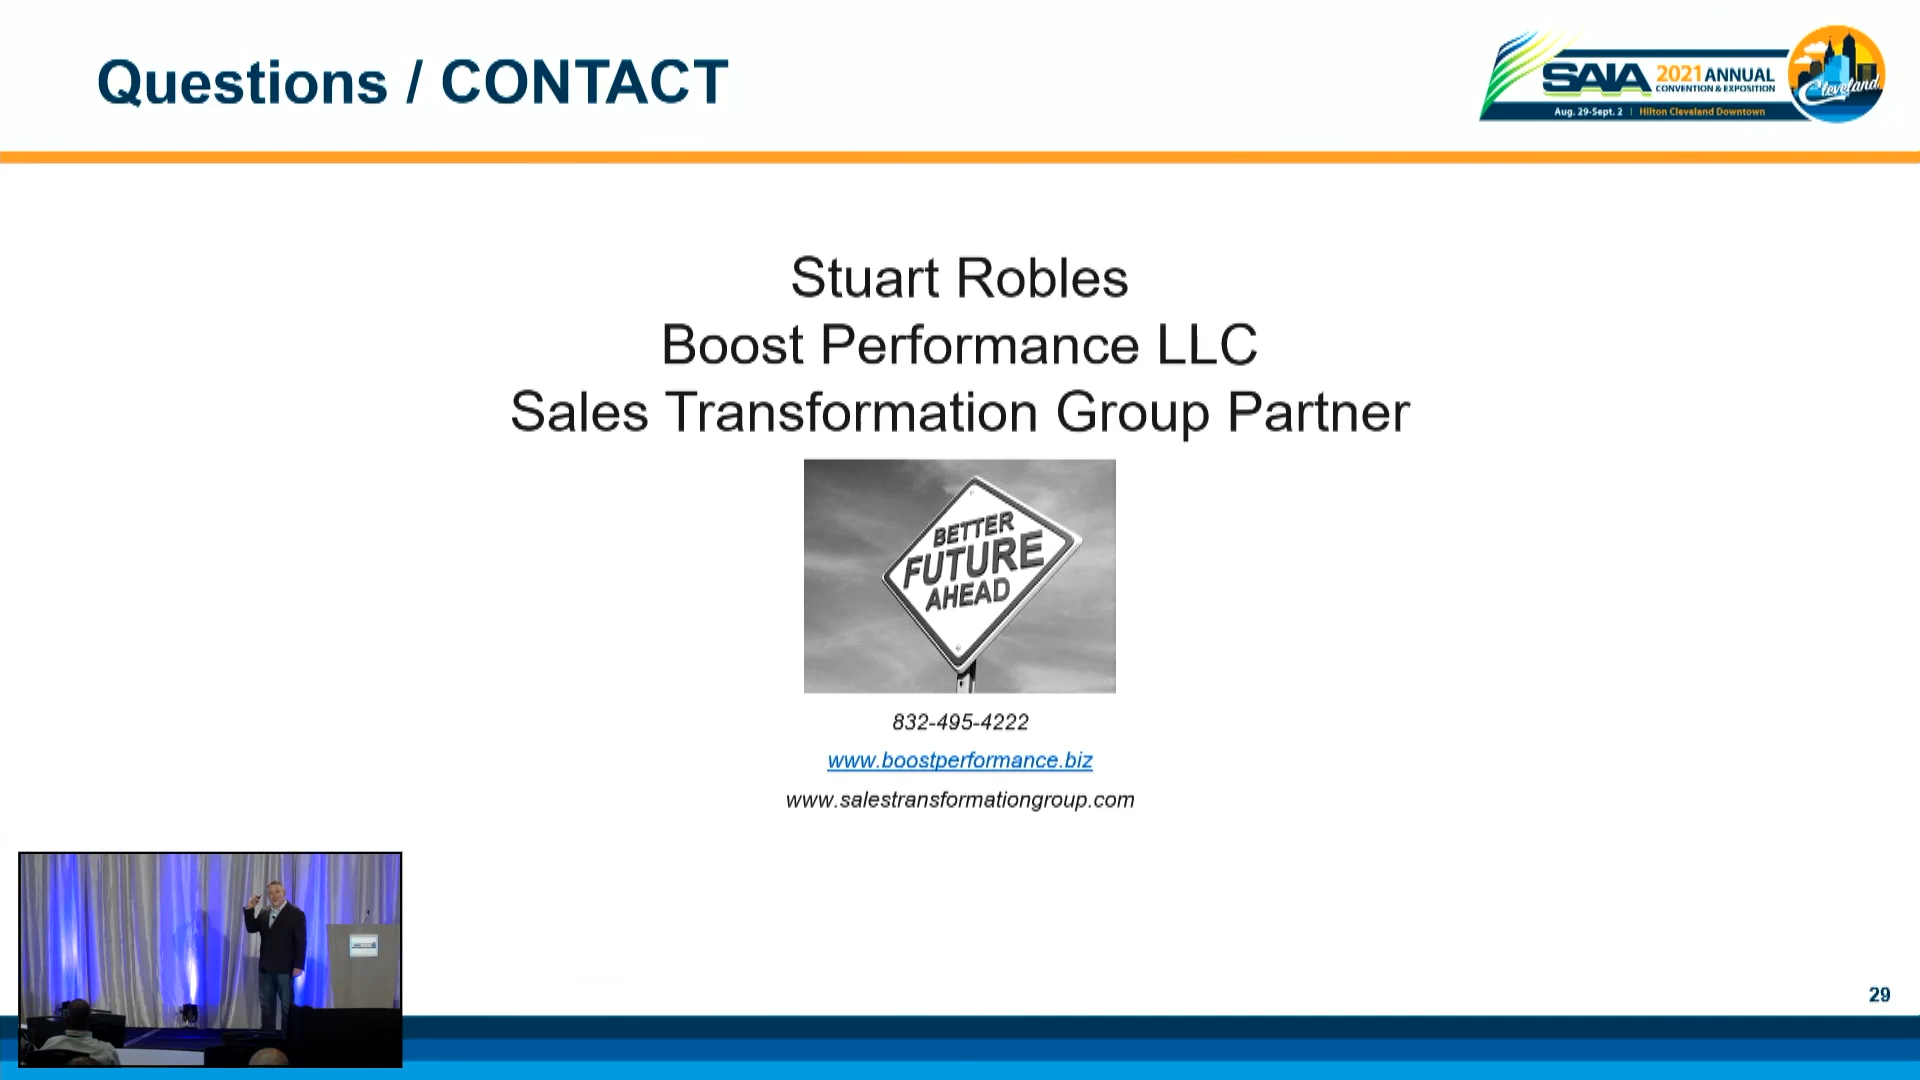 Questions / CONTACT
SAIA 2021 ANNUAL
CONVENTION & EXPOSITION
Cleveland
Aug. 29-Sept. 2 | Hilton Cleveland Downtown
Stuart Robles
Boost Performance LLC
Sales Transformation Group Partner
BETTER
FUTURE
AHEAD
832-495-4222
www.boostperformance.biz
www.salestransformationgroup.com
29